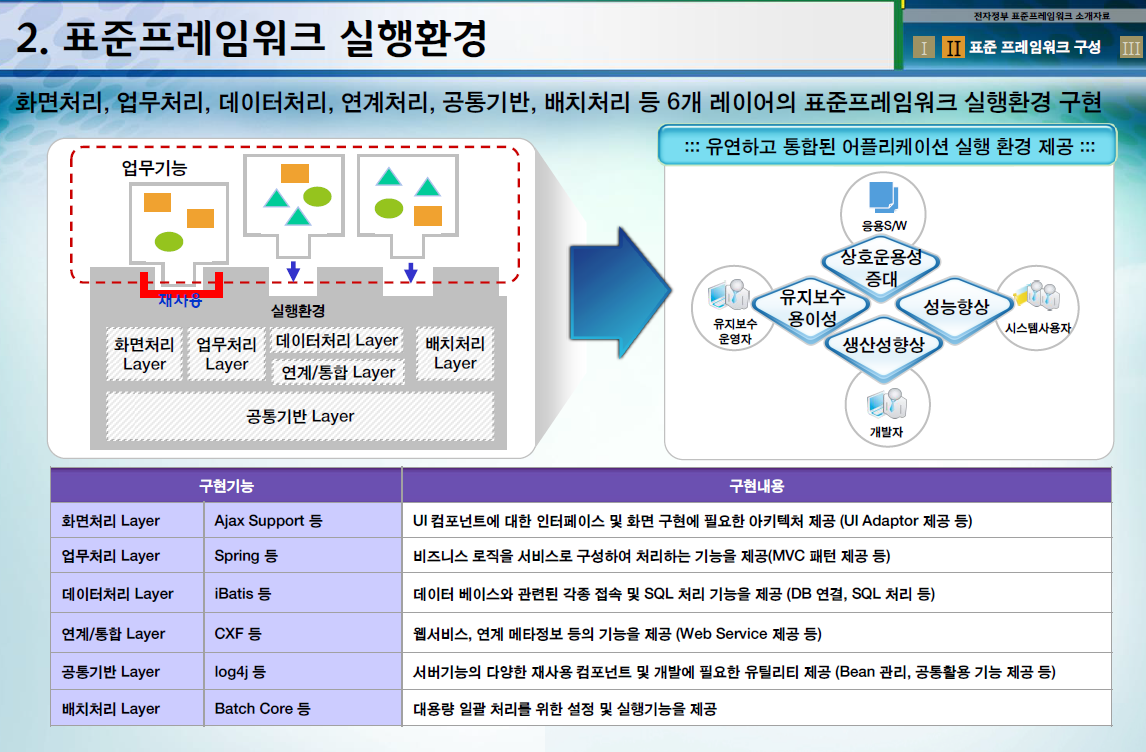 2. 표준프레임워크 실행환경
전자정부 표준프레임워크 소개자료
I II 표준 프레임워크 구성 III
화면처리, 업무처리, 데이터처리, 연계처리, 공통기반, 배치처리 등 6개 레이어의 표준프레임워크 실행환경 구현
업무기능
재사용
실행환경
화면처리
Layer
업무처리
Layer
데이터처리 Layer
연계/통합 Layer
배치처리
Layer
공통기반 Layer
::: 유연하고 통합된 어플리케이션 실행 환경 제공 :::
응용S/W
상호운용성
증대
유지보수
운영자
유지보수
용이성
성능향상
시스템사용자
생산성향상
개발자
구현기능 구현내용
화면처리 Layer Ajax Support 등 UI 컴포넌트에 대한 인터페이스 및 화면 구현에 필요한 아키텍처 제공 (UI Adaptor 제공 등)
업무처리 Layer Spring 등 비즈니스 로직을 서비스로 구성하여 처리하는 기능을 제공(MVC 패턴 제공 등)
데이터처리 Layer iBatis 등 데이터 베이스와 관련된 각종 접속 및 SQL 처리 기능을 제공 (DB 연결, SQL 처리 등)
연계/통합 Layer CXF 등 웹서비스, 연계 메타정보 등의 기능을 제공 (Web Service 제공 등)
공통기반 Layer log4j 등 서버기능의 다양한 재사용 컴포넌트 및 개발에 필요한 유틸리티 제공 (Bean 관리, 공통활용 기능 제공 등)
배치처리 Layer Batch Core 등 대용량 일괄 처리를 위한 설정 및 실행기능을 제공